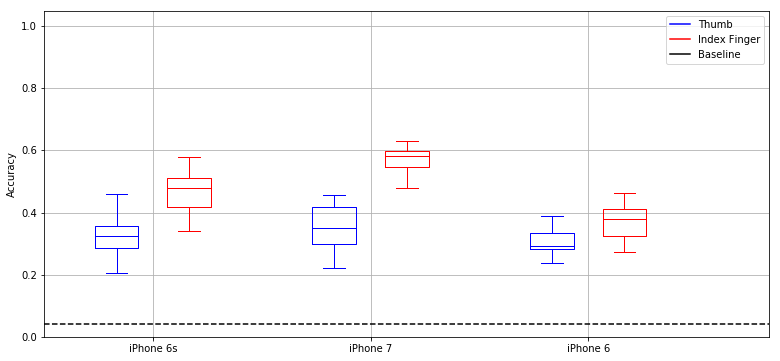 1.0
0.8
0.6
0.4
0.2
0.0
Accuracy
Thumb
Index Finger
Baseline
iPhone 6s
iPhone 7
iPhone 6